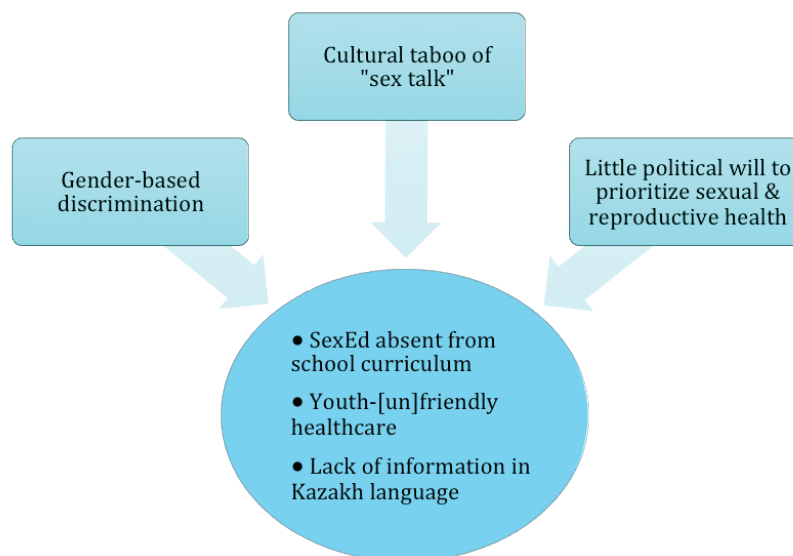 Cultural taboo of
"sex talk"
Gender-based
discrimination
Little political will to
prioritize sexual &
reproductive health
● SexEd absent from
school curriculum
● Youth-[un]friendly
healthcare
● Lack of information in
Kazakh language